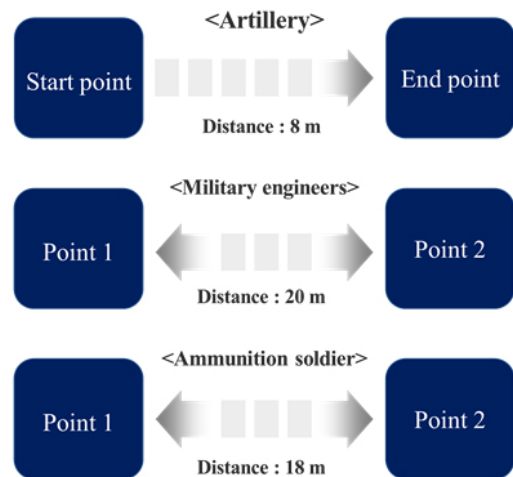 <Artillery>
Start point
End point
Distance : 8 m
<Military engineers>
Point 1
Point 2
Distance : 20 m
<Ammunition soldier>
Point 1
Point 2
Distance : 18 m